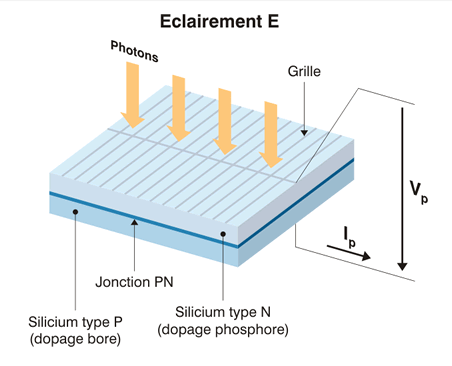 Eclairement E
Photons
Grille
Vp
Ip
Jonction PN
Silicium type P
(dopage bore)
Silicium type N
(dopage phosphore)